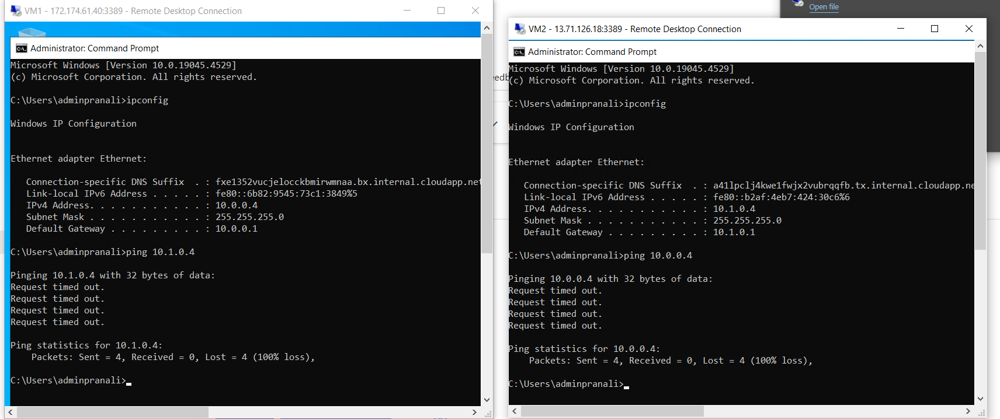 VM1 - 172.174.61.40:3389 - Remote Desktop Connection
Administrator: Command Prompt
Microsoft Windows [Version 10.0.19045.4529]
(c) Microsoft Corporation. All rights reserved.
C:\Users\adminpranali>ipconfig
Windows IP Configuration
Ethernet adapter Ethernet:
Connection-specific DNS Suffix  . : fxe1352vucjelocckbmirwmnaa.bx.internal.cloudapp.net
Link-local IPv6 Address . . . . . : fe80::6b82:9545:73c1:3849%5
IPv4 Address. . . . . . . . . . . : 10.0.0.4
Subnet Mask . . . . . . . . . . . : 255.255.255.0
Default Gateway . . . . . . . . . : 10.0.0.1
C:\Users\adminpranali>ping 10.1.0.4
Pinging 10.1.0.4 with 32 bytes of data:
Request timed out.
Request timed out.
Request timed out.
Request timed out.
Ping statistics for 10.1.0.4:
Packets: Sent = 4, Received = 0, Lost = 4 (100% loss),
C:\Users\adminpranali>
Open file
VM2 - 13.71.126.18:3389 - Remote Desktop Connection
Administrator: Command Prompt
Microsoft Windows [Version 10.0.19045.4529]
(c) Microsoft Corporation. All rights reserved.
C:\Users\adminpranali>ipconfig
Windows IP Configuration
Ethernet adapter Ethernet:
Connection-specific DNS Suffix  . : a41lpclj4kwe1fwjx2vubrqqfb.tx.internal.cloudapp.ne
Link-local IPv6 Address . . . . . : fe80::b2af:4eb7:424:30c6%6
IPv4 Address. . . . . . . . . . . : 10.1.0.4
Subnet Mask . . . . . . . . . . . : 255.255.255.0
Default Gateway . . . . . . . . . : 10.1.0.1
C:\Users\adminpranali>ping 10.0.0.4
Pinging 10.0.0.4 with 32 bytes of data:
Request timed out.
Request timed out.
Request timed out.
Request timed out.
Ping statistics for 10.0.0.4:
Packets: Sent = 4, Received = 0, Lost = 4 (100% loss),
C:\Users\adminpranali>